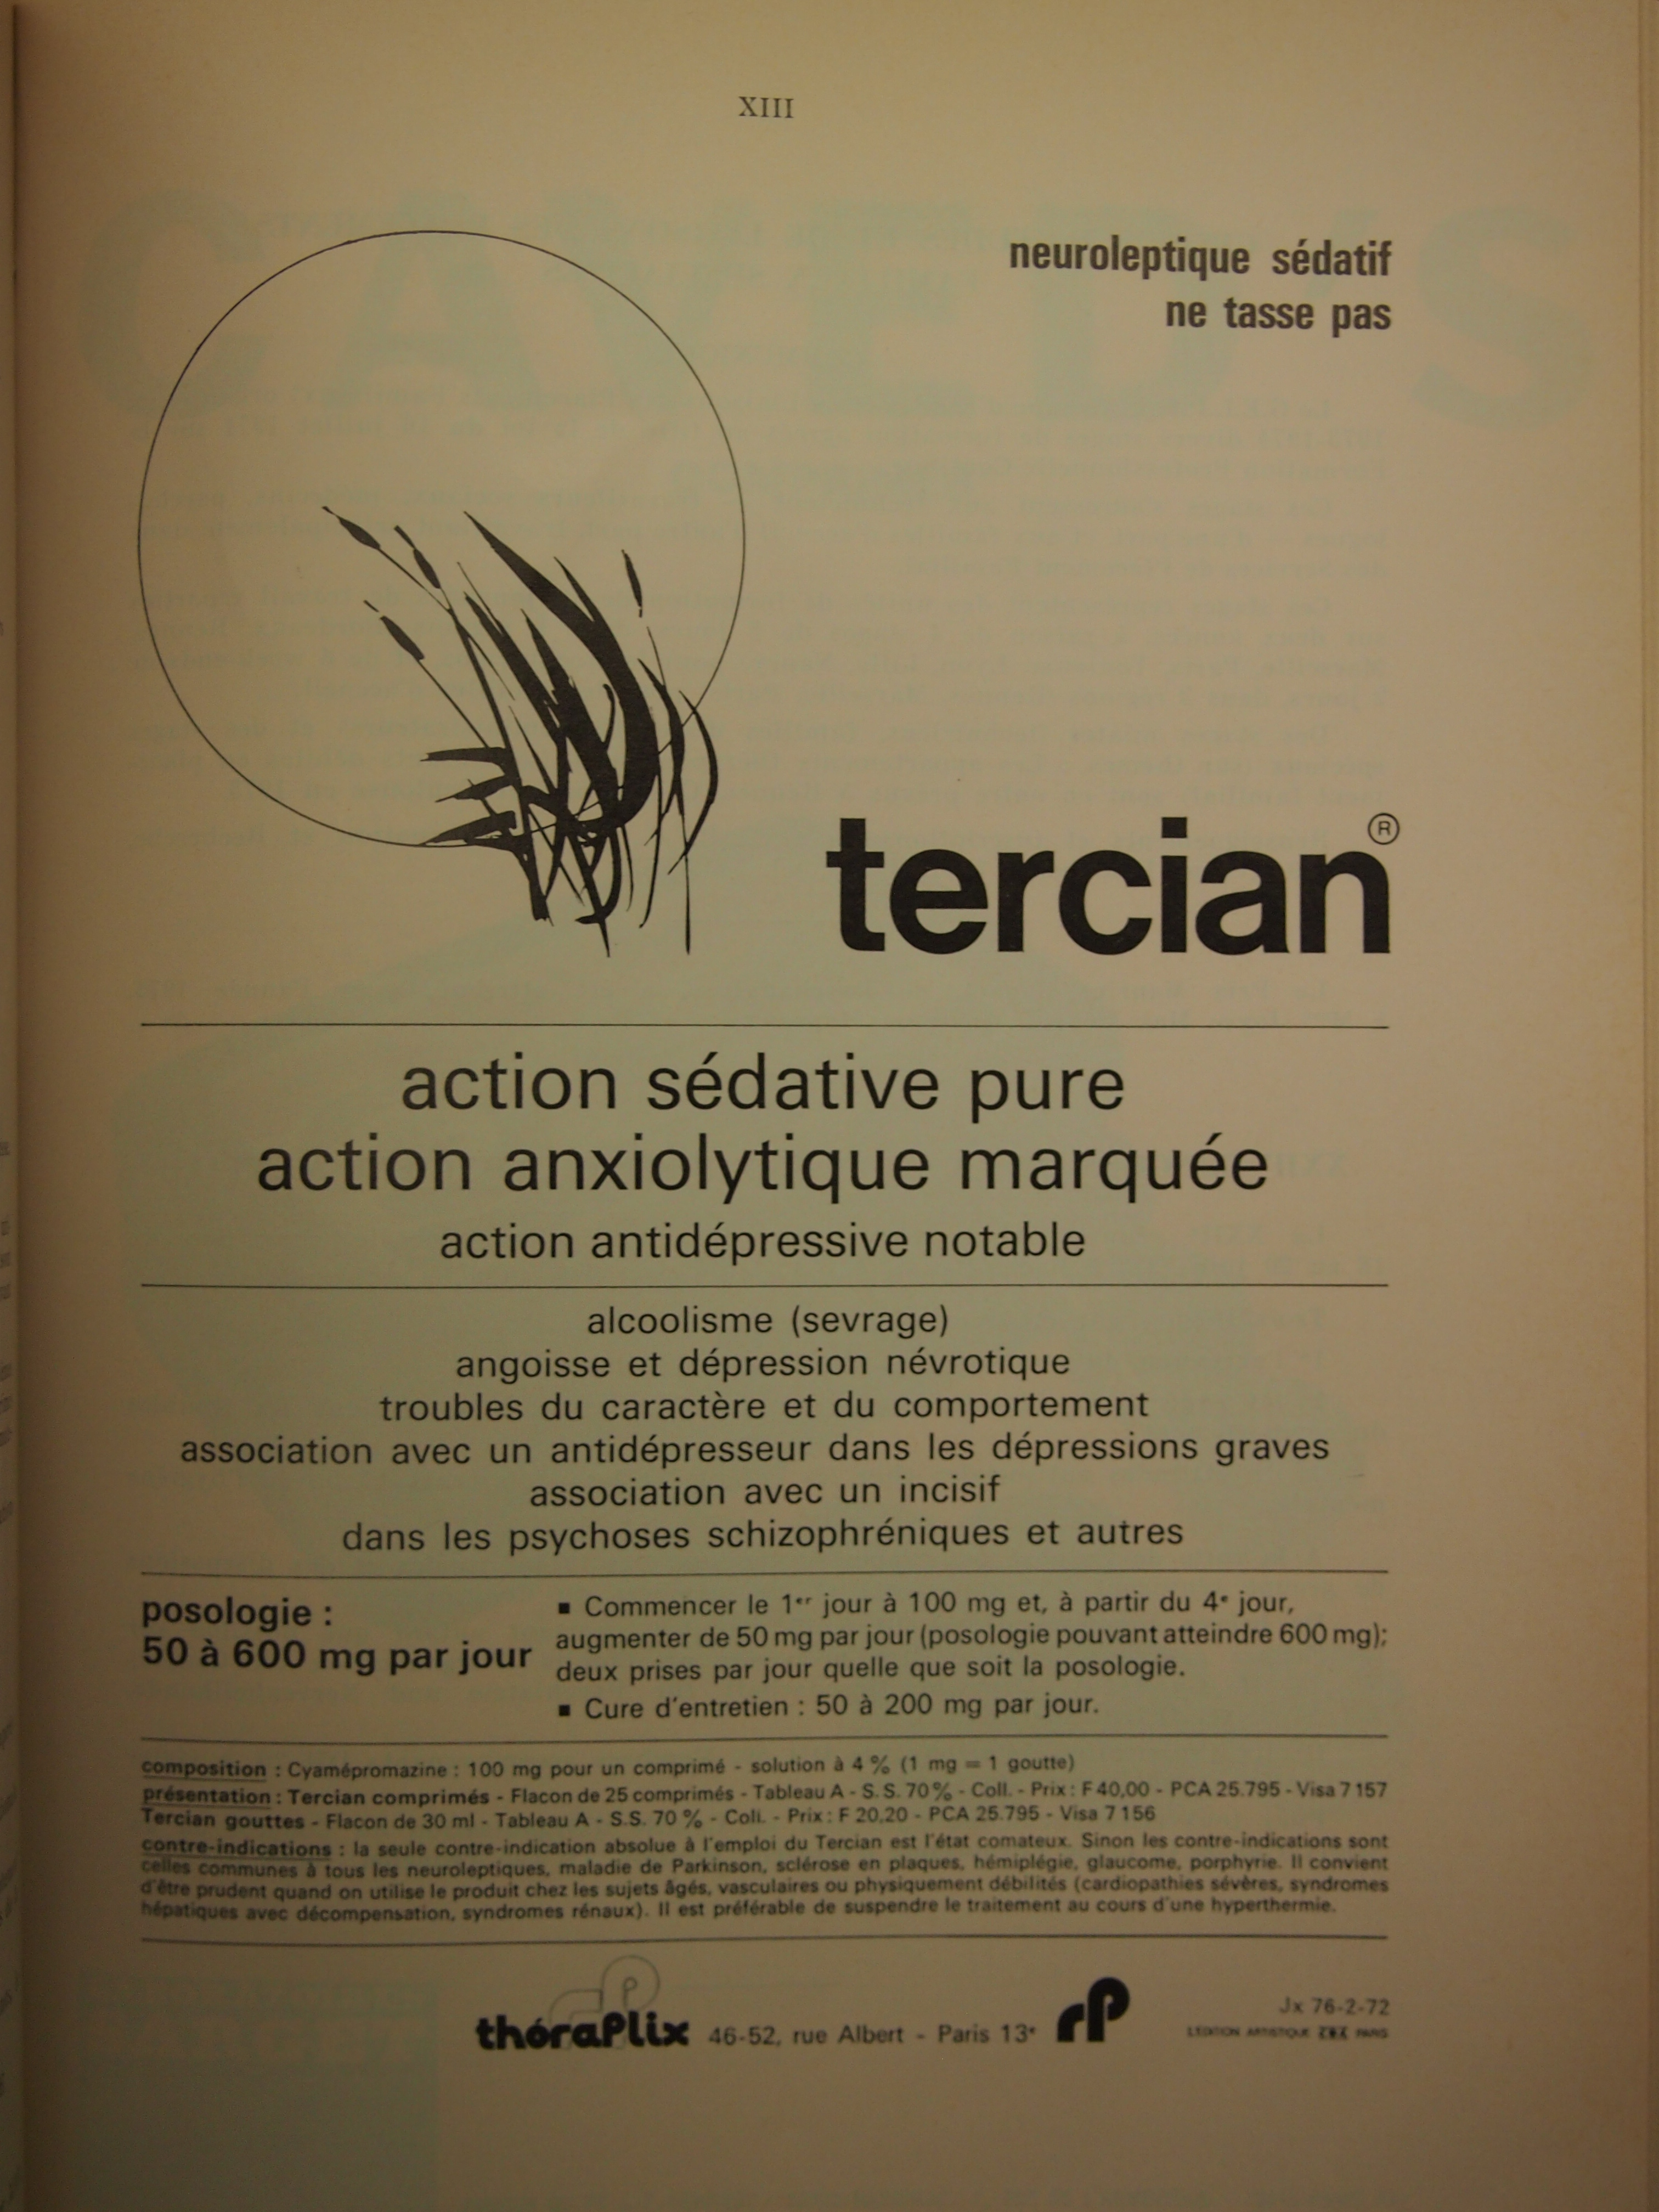 XIII
neuroleptique sédatif
ne tasse pas
tercian®
action sédative pure
action anxiolytique marquée
action antidépressive notable
alcoolisme (sevrage)
angoisse et dépression névrotique
troubles du caractère et du comportement
association avec un antidépresseur dans les dépressions graves
association avec un incisif
dans les psychoses schizophréniques et autres
posologie :
50 à 600 mg par jour
▪ Commencer le 1er jour à 100 mg et, à partir du 4e jour,
augmenter de 50 mg par jour (posologie pouvant atteindre 600 mg);
deux prises par jour quelle que soit la posologie.
▪ Cure d'entretien : 50 à 200 mg par jour.
composition : Cyamépromazine : 100 mg pour un comprimé - solution à 4 % (1 mg = 1 goutte)
présentation : Tercian comprimés - Flacon de 25 comprimés - Tableau A - S.S. 70 % - Coll. - Prix : F 40,00 - PCA 25.795 - Visa 7 157
Tercian gouttes - Flacon de 30 ml - Tableau A - S.S. 70 % - Coll. - Prix : F 20,20 - PCA 25.795 - Visa 7 156
contre-indications : la seule contre-indication absolue à l'emploi du Tercian est l'état comateux. Sinon les contre-indications sont
celles communes à tous les neuroleptiques, maladie de Parkinson, sclérose en plaques, hémiplégie, glaucome, porphyrie. Il convient
d'être prudent quand on utilise le produit chez les sujets âgés, vasculaires ou physiquement débilités (cardiopathies sévères, syndromes
hépatiques avec décompensation, syndromes rénaux). Il est préférable de suspendre le traitement au cours d'une hyperthermie.
théraplix 46-52, rue Albert - Paris 13e rp
Jx 76-2-72
L'EDITION ARTISTIQUE PARIS